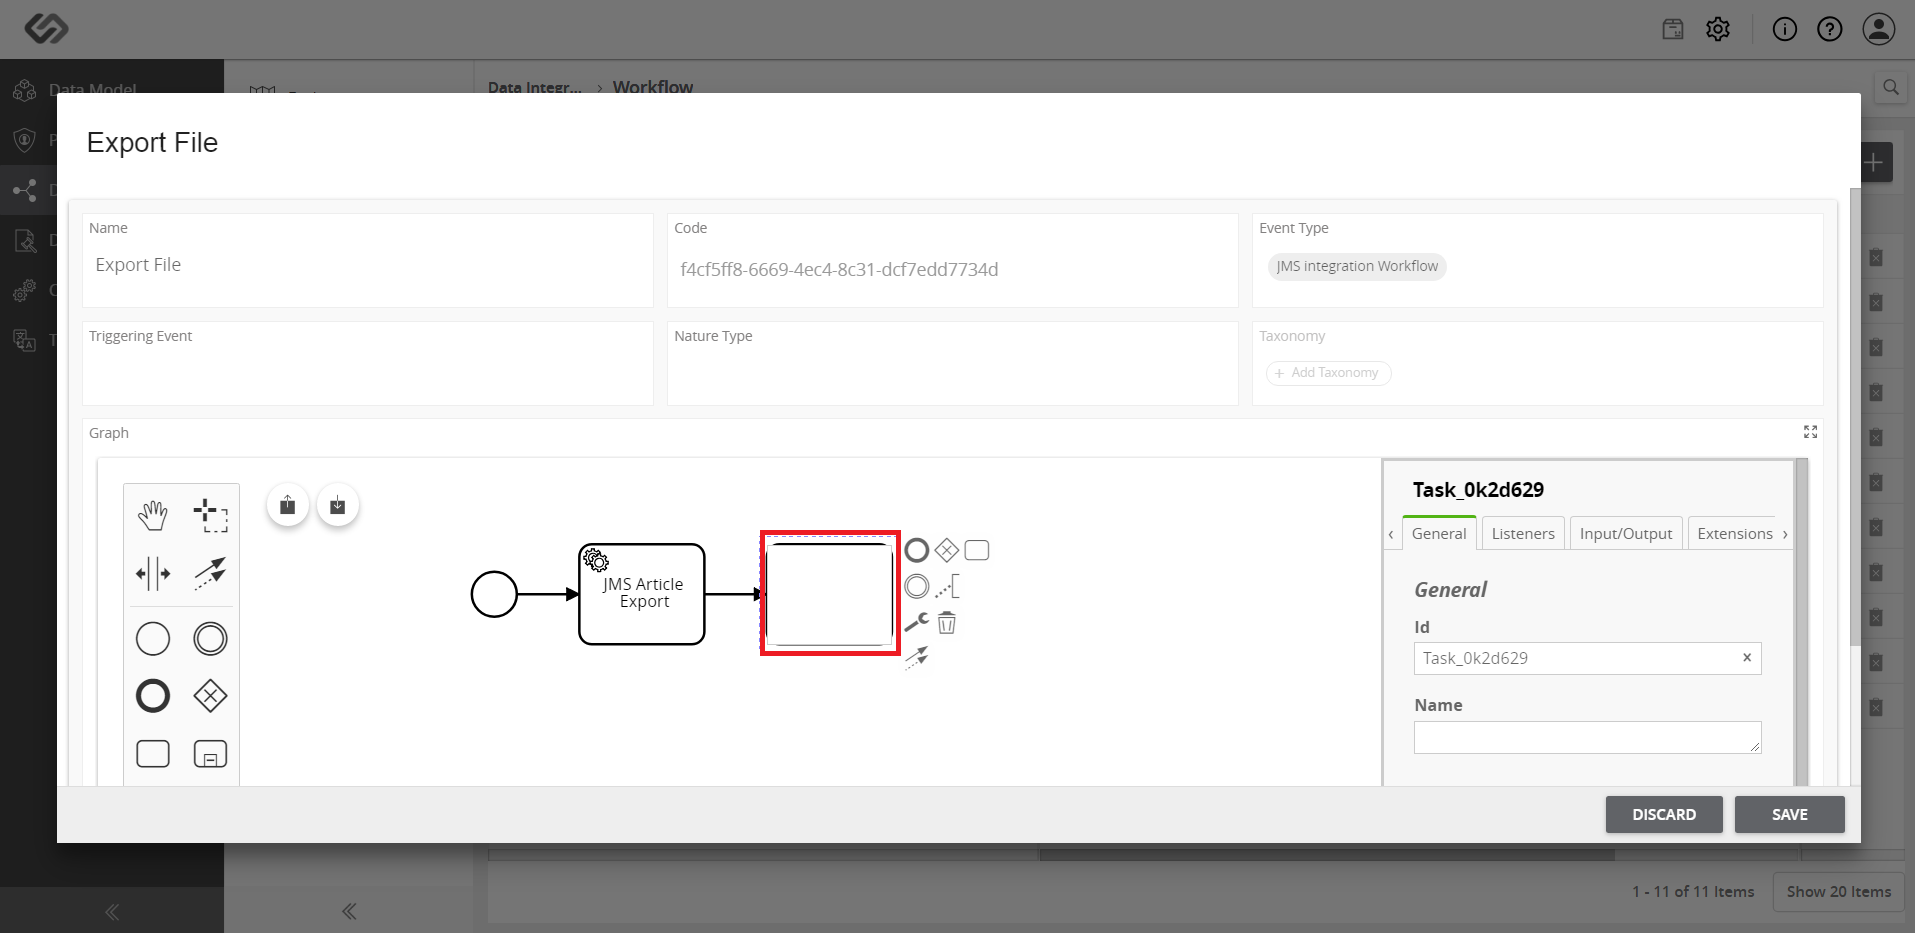 Data Model
Data Integr... › Workflow
Export File
Name
Export File
Code
f4cf5ff8-6669-4ec4-8c31-dcf7edd7734d
Event Type
JMS integration Workflow
Triggering Event
Nature Type
Taxonomy
+ Add Taxonomy
Graph
JMS Article
Export
Task_0k2d629
General
Listeners
Input/Output
Extensions
General
Id
Task_0k2d629
Name
DISCARD
SAVE
1 - 11 of 11 Items
Show 20 Items